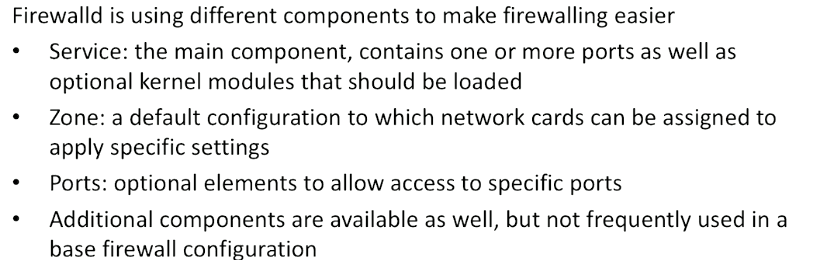 Firewalld is using different components to make firewalling easier
• Service: the main component, contains one or more ports as well as
optional kernel modules that should be loaded
• Zone: a default configuration to which network cards can be assigned to
apply specific settings
• Ports: optional elements to allow access to specific ports
• Additional components are available as well, but not frequently used in a
base firewall configuration